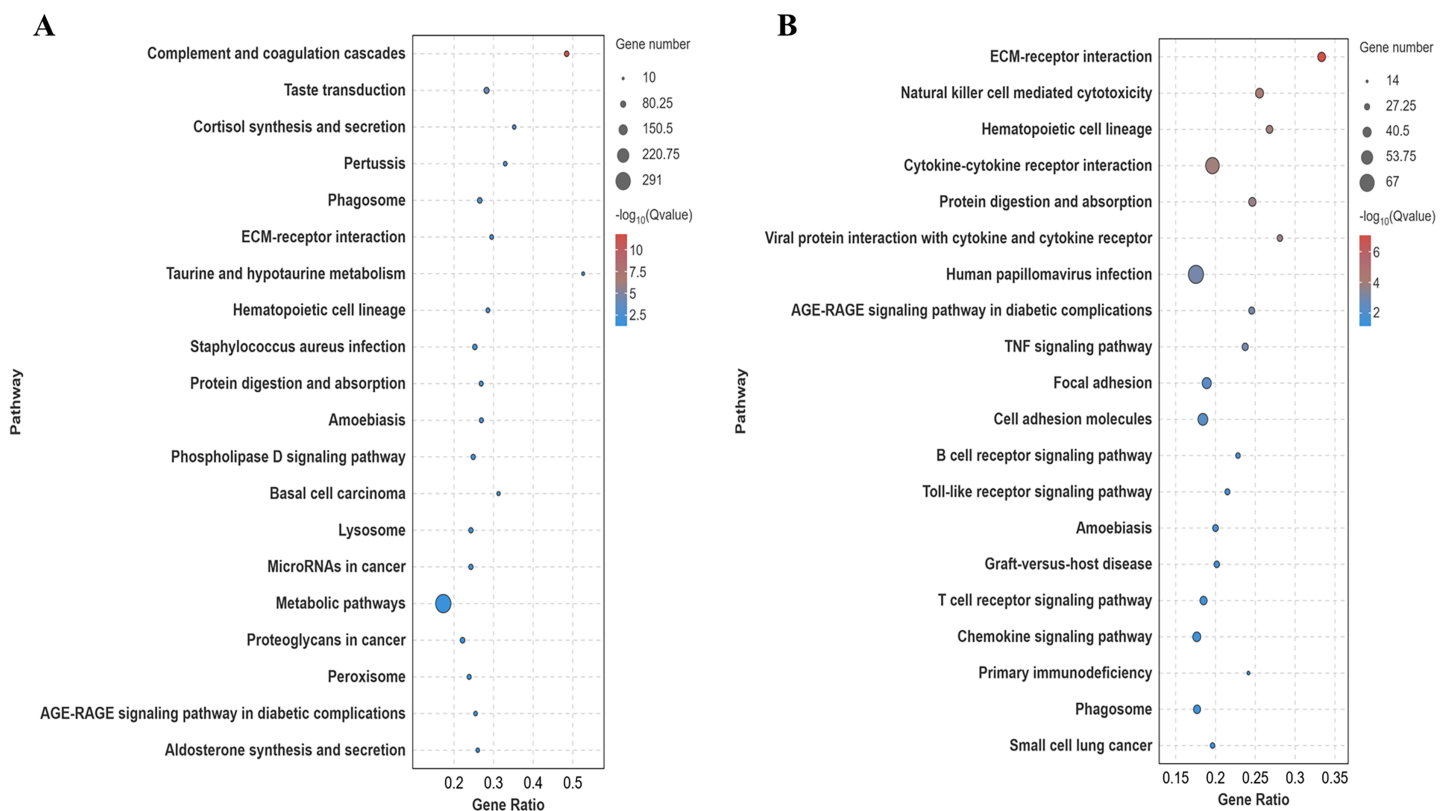 A
Complement and coagulation cascades
Taste transduction
Cortisol synthesis and secretion
Pertussis
Phagosome
ECM-receptor interaction
Taurine and hypotaurine metabolism
Hematopoietic cell lineage
Staphylococcus aureus infection
Protein digestion and absorption
Amoebiasis
Phospholipase D signaling pathway
Basal cell carcinoma
Lysosome
MicroRNAs in cancer
Metabolic pathways
Proteoglycans in cancer
Peroxisome
AGE-RAGE signaling pathway in diabetic complications
Aldosterone synthesis and secretion
Pathway
0.2 0.3 0.4 0.5
Gene Ratio
Gene number
10
80.25
150.5
220.75
291
-log10(Qvalue)
10
7.5
5
2.5
B
ECM-receptor interaction
Natural killer cell mediated cytotoxicity
Hematopoietic cell lineage
Cytokine-cytokine receptor interaction
Protein digestion and absorption
Viral protein interaction with cytokine and cytokine receptor
Human papillomavirus infection
AGE-RAGE signaling pathway in diabetic complications
TNF signaling pathway
Focal adhesion
Cell adhesion molecules
B cell receptor signaling pathway
Toll-like receptor signaling pathway
Amoebiasis
Graft-versus-host disease
T cell receptor signaling pathway
Chemokine signaling pathway
Primary immunodeficiency
Phagosome
Small cell lung cancer
Pathway
0.15 0.2 0.25 0.3 0.35
Gene Ratio
Gene number
14
27.25
40.5
53.75
67
-log10(Qvalue)
6
4
2